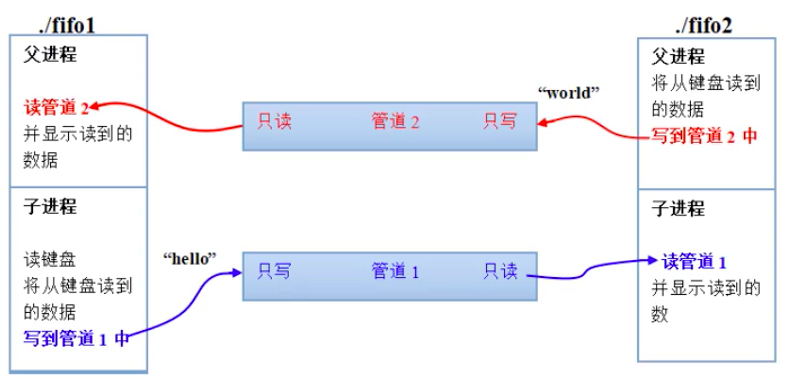 ./fifo1
父进程
读管道 2
并显示读到的
数据
子进程
读键盘
将从键盘读到
的数据
写到管道 1 中
“world”
只读 管道 2 只写
“hello”
只写 管道 1 只读
./fifo2
父进程
将从键盘读到
的数据
写到管道 2 中
子进程
读管道 1
并显示读到的
数